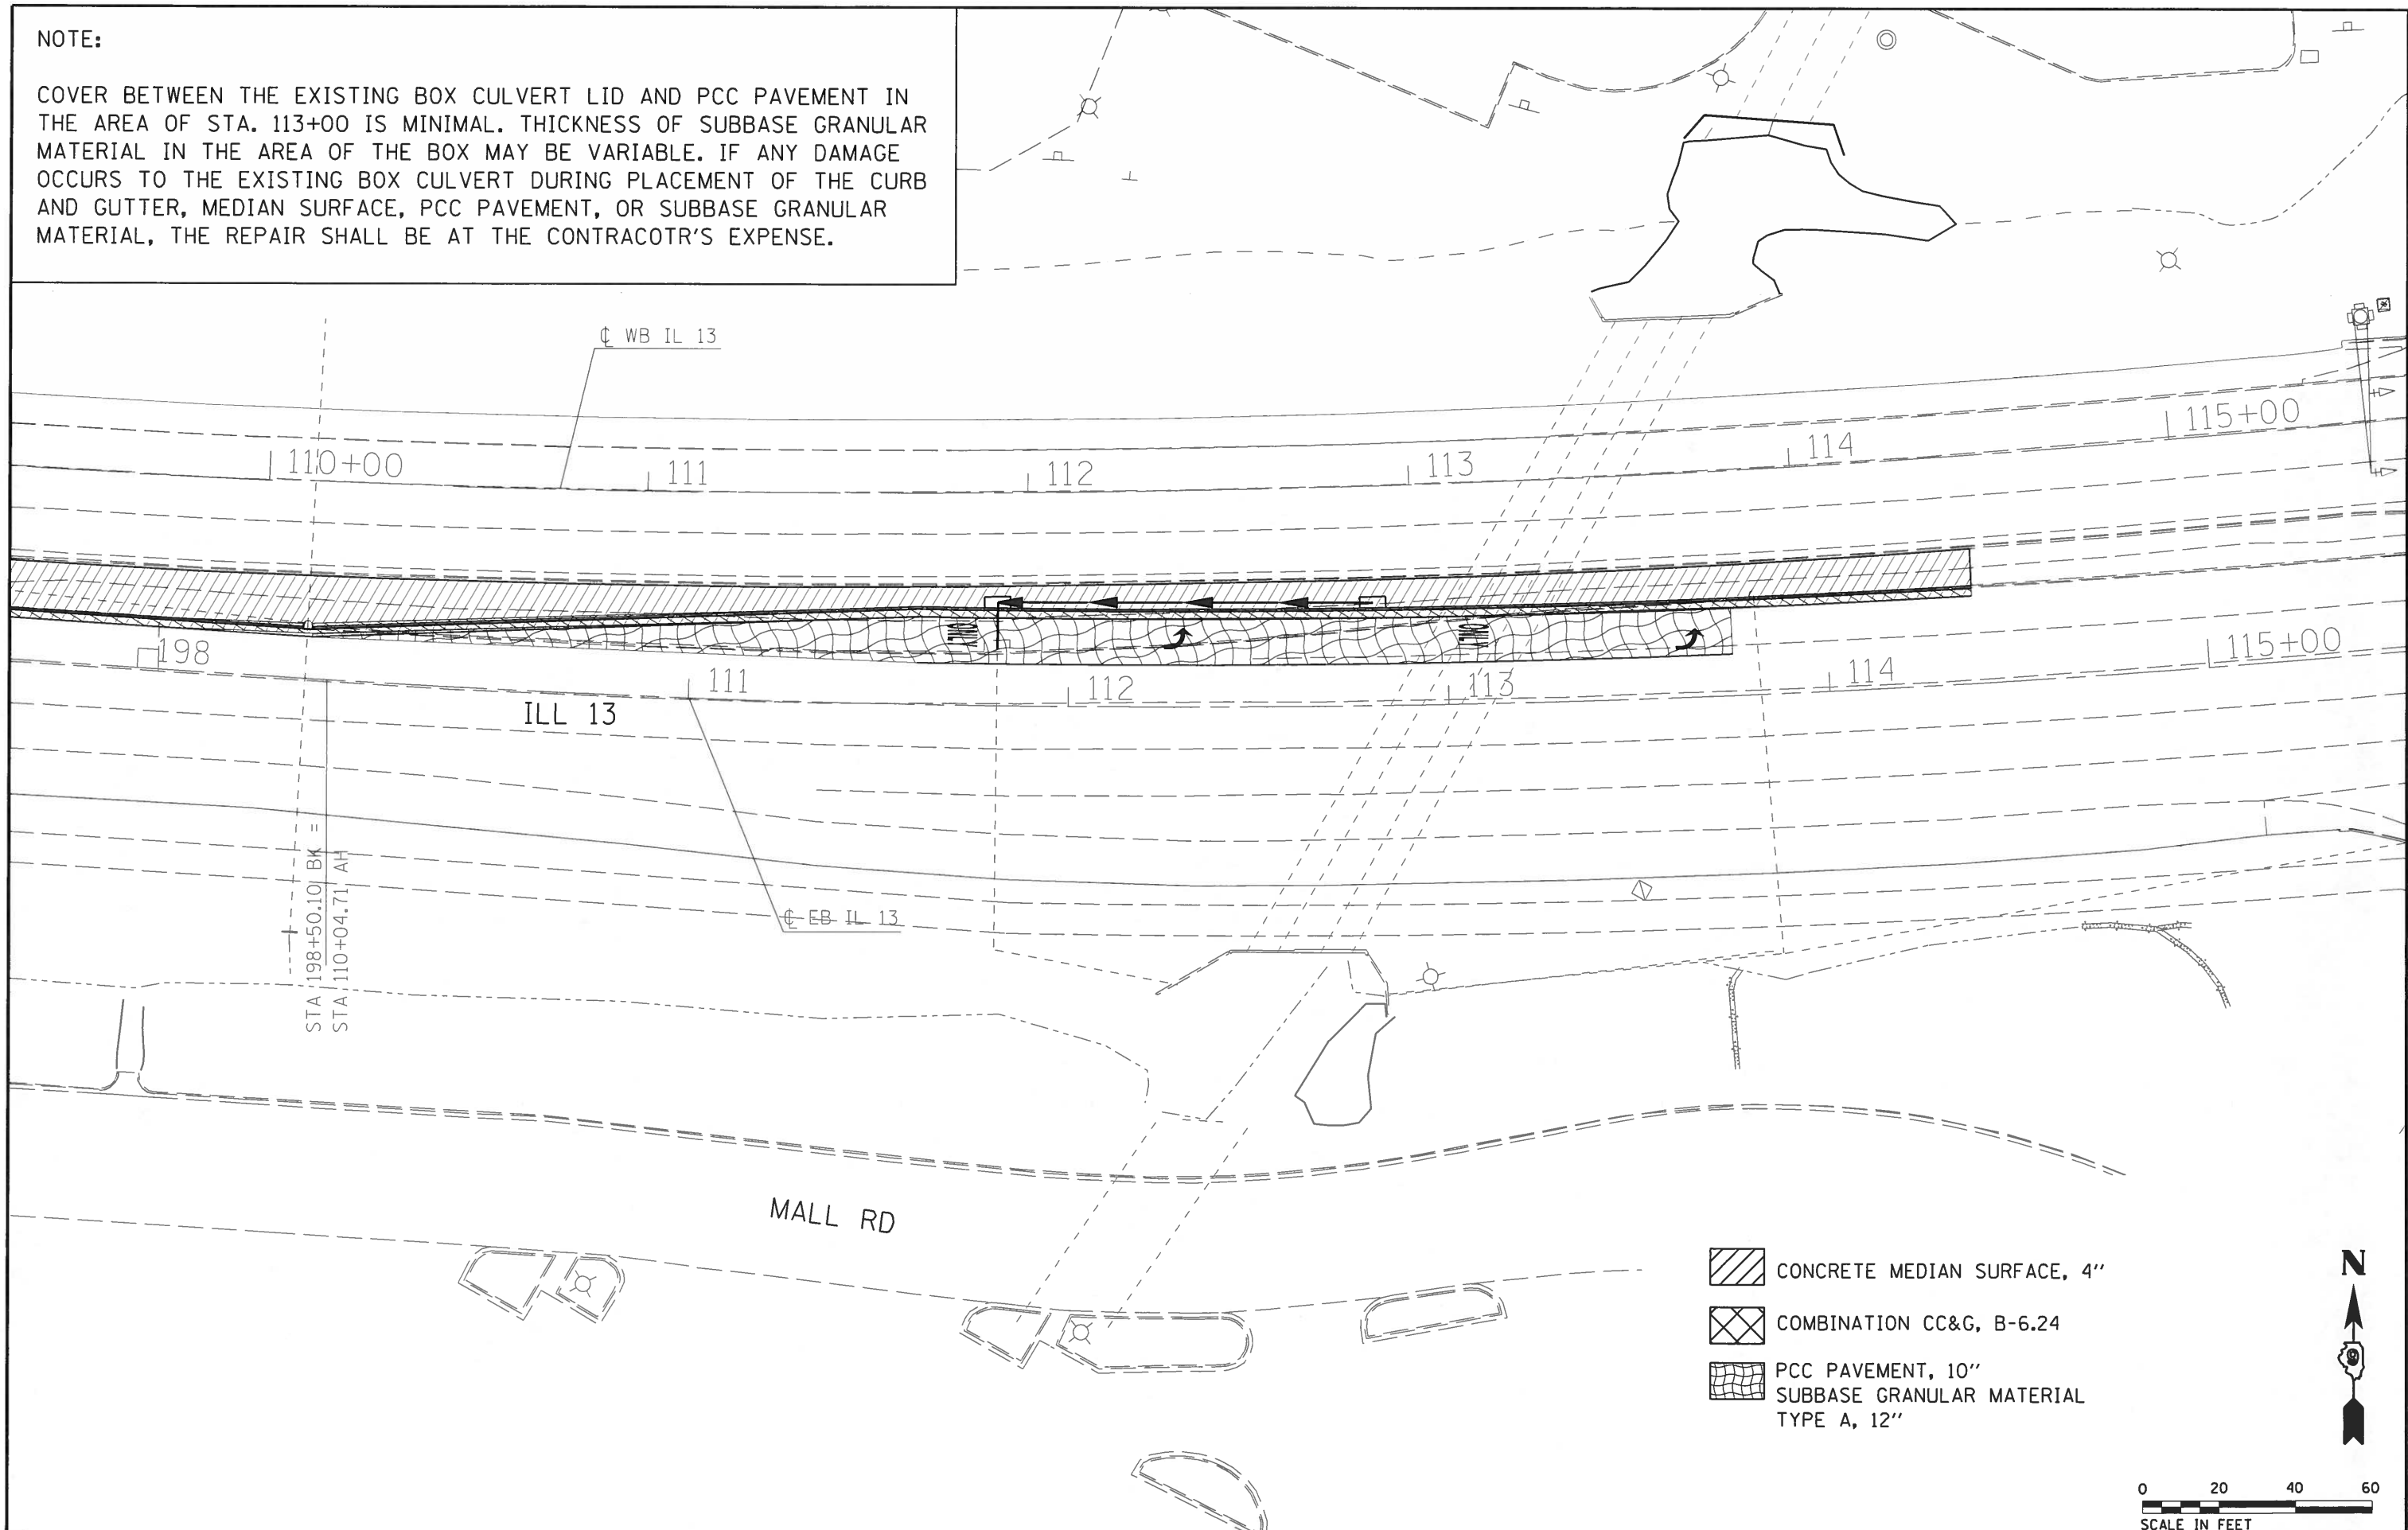 NOTE:
COVER BETWEEN THE EXISTING BOX CULVERT LID AND PCC PAVEMENT IN
THE AREA OF STA. 113+00 IS MINIMAL. THICKNESS OF SUBBASE GRANULAR
MATERIAL IN THE AREA OF THE BOX MAY BE VARIABLE. IF ANY DAMAGE
OCCURS TO THE EXISTING BOX CULVERT DURING PLACEMENT OF THE CURB
AND GUTTER, MEDIAN SURFACE, PCC PAVEMENT, OR SUBBASE GRANULAR
MATERIAL, THE REPAIR SHALL BE AT THE CONTRACOTR'S EXPENSE.
℄ WB IL 13
110+00
111
112
113
114
115+00
198
111
112
113
114
115+00
ILL 13
STA 198+50.10 BK =
STA 110+04.71 AH
℄ EB IL 13
MALL RD
CONCRETE MEDIAN SURFACE, 4"
COMBINATION CC&G, B-6.24
PCC PAVEMENT, 10"
SUBBASE GRANULAR MATERIAL
TYPE A, 12"
N
0 20 40 60
SCALE IN FEET